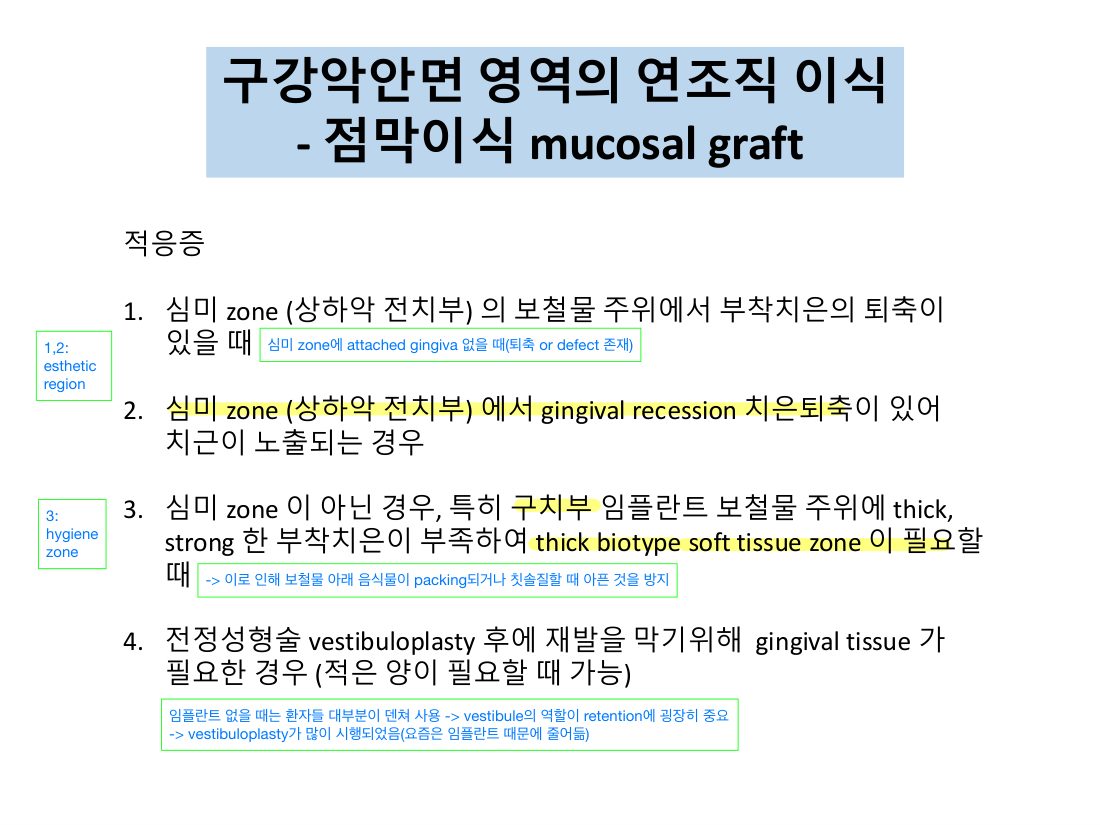 구강악안면 영역의 연조직 이식
- 점막이식 mucosal graft
적응증
1. 심미 zone (상하악 전치부) 의 보철물 주위에서 부착치은의 퇴축이
있을 때
심미 zone에 attached gingiva 없을 때(퇴축 or defect 존재)
1,2:
esthetic
region
2. 심미 zone (상하악 전치부) 에서 gingival recession 치은퇴축이 있어
치근이 노출되는 경우
3:
hygiene
zone
3. 심미 zone 이 아닌 경우, 특히 구치부 임플란트 보철물 주위에 thick,
strong 한 부착치은이 부족하여 thick biotype soft tissue zone 이 필요할
때
-> 이로 인해 보철물 아래 음식물이 packing되거나 칫솔질할 때 아픈 것을 방지
4. 전정성형술 vestibuloplasty 후에 재발을 막기위해 gingival tissue 가
필요한 경우 (적은 양이 필요할 때 가능)
임플란트 없을 때는 환자들 대부분이 덴쳐 사용 -> vestibule의 역할이 retention에 굉장히 중요
-> vestibuloplasty가 많이 시행되었음(요즘은 임플란트 때문에 줄어듦)